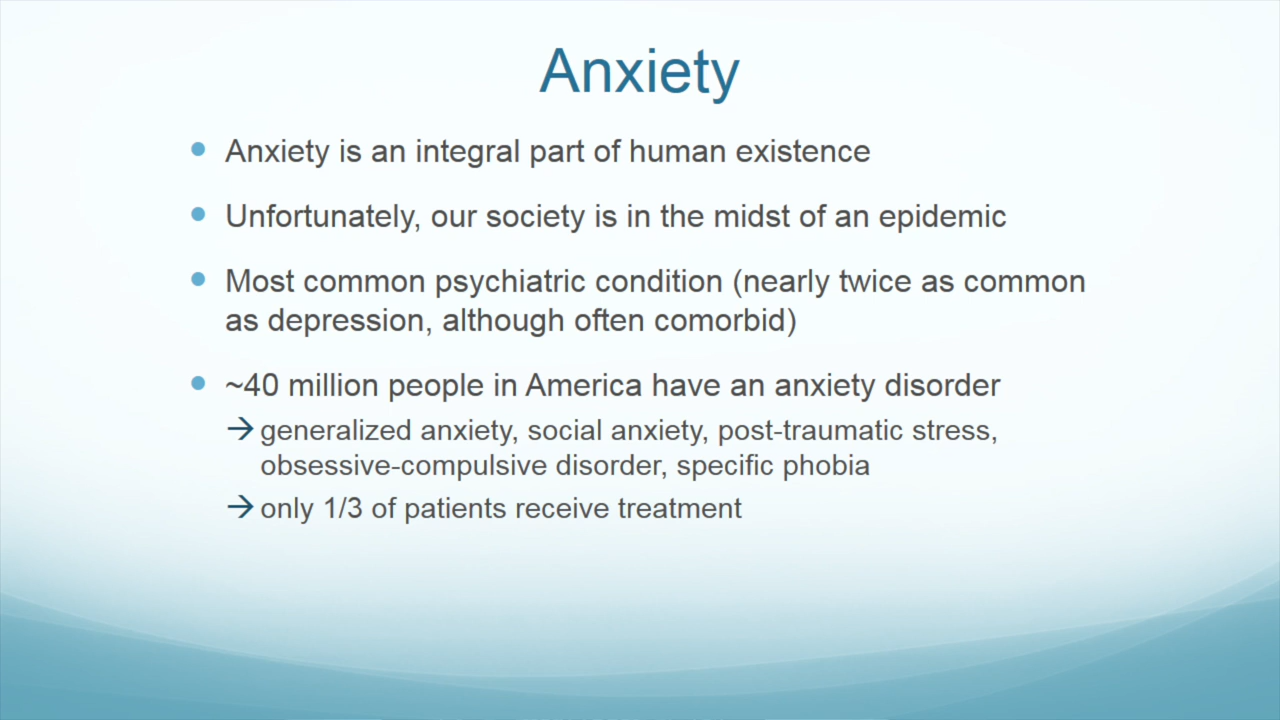 Anxiety
• Anxiety is an integral part of human existence
• Unfortunately, our society is in the midst of an epidemic
• Most common psychiatric condition (nearly twice as common
as depression, although often comorbid)
• ~40 million people in America have an anxiety disorder
→ generalized anxiety, social anxiety, post-traumatic stress,
obsessive-compulsive disorder, specific phobia
→ only 1/3 of patients receive treatment